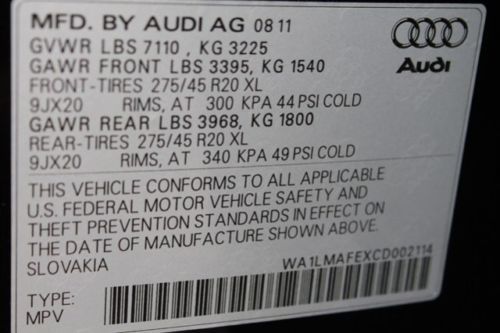 MFD. BY AUDI AG 08 11
GVWR LBS 7110 , KG 3225
GAWR FRONT LBS 3395, KG 1540
FRONT-TIRES 275/45 R20 XL
9JX20 RIMS, AT 300 KPA 44 PSI COLD
GAWR REAR LBS 3968, KG 1800
REAR-TIRES 275/45 R20 XL
9JX20 RIMS, AT 340 KPA 49 PSI COLD
Audi
THIS VEHICLE CONFORMS TO ALL APPLICABLE
U.S. FEDERAL MOTOR VEHICLE SAFETY AND
THEFT PREVENTION STANDARDS IN EFFECT ON
THE DATE OF MANUFACTURE SHOWN ABOVE.
SLOVAKIA
WA1LMAFEXCD002114
TYPE:
MPV